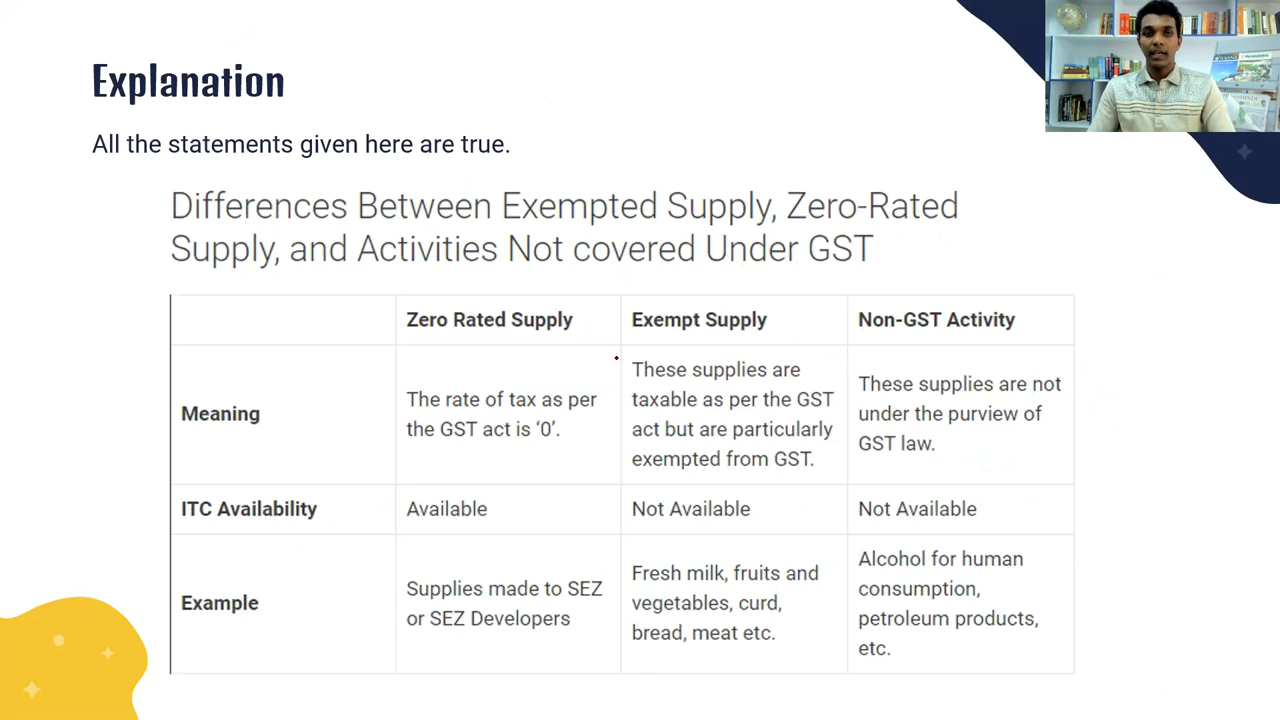 Explanation
All the statements given here are true.
Differences Between Exempted Supply, Zero-Rated
Supply, and Activities Not covered Under GST
Zero Rated Supply
Exempt Supply
Non-GST Activity
Meaning
The rate of tax as per
the GST act is ‘0’.
These supplies are
taxable as per the GST
act but are particularly
exempted from GST.
These supplies are not
under the purview of
GST law.
ITC Availability
Available
Not Available
Not Available
Example
Supplies made to SEZ
or SEZ Developers
Fresh milk, fruits and
vegetables, curd,
bread, meat etc.
Alcohol for human
consumption,
petroleum products,
etc.